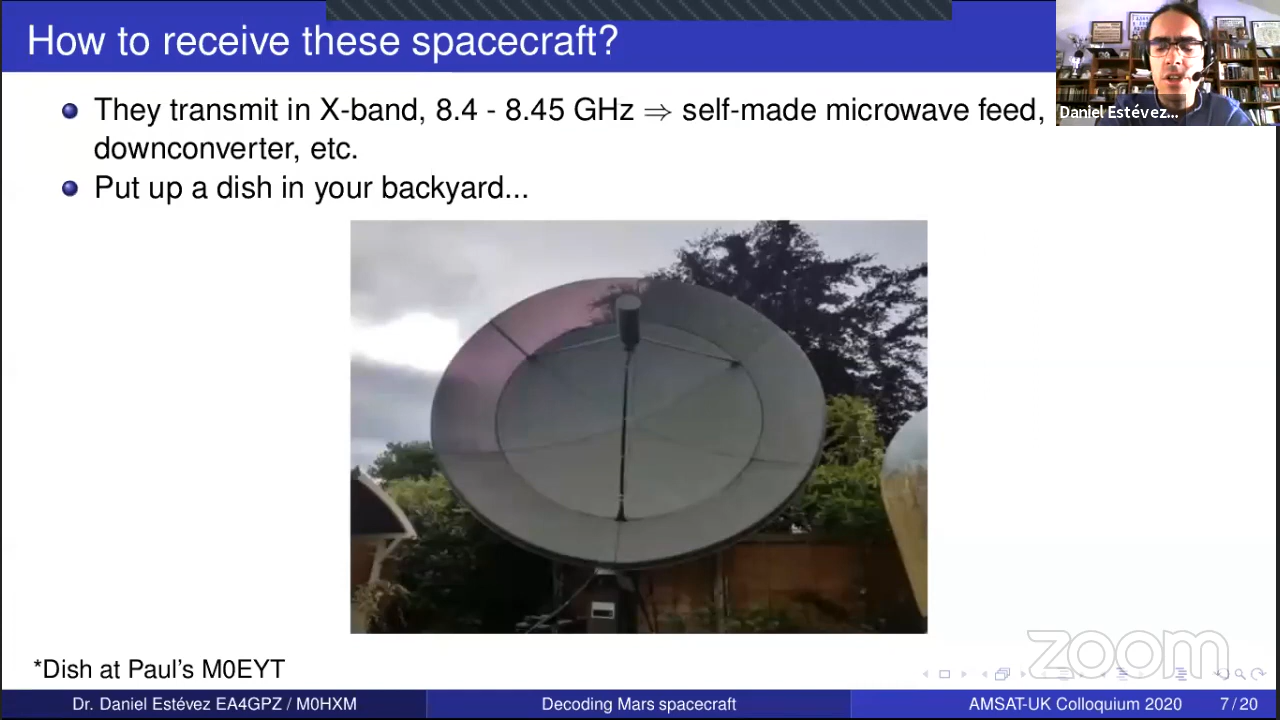 How to receive these spacecraft?
Daniel Estévez...
They transmit in X-band, 8.4 - 8.45 GHz ⇒ self-made microwave feed,
downconverter, etc.
Put up a dish in your backyard...
*Dish at Paul's M0EYT
zoom
Dr. Daniel Estévez EA4GPZ / M0HXM
Decoding Mars spacecraft
AMSAT-UK Colloquium 2020
7 / 20